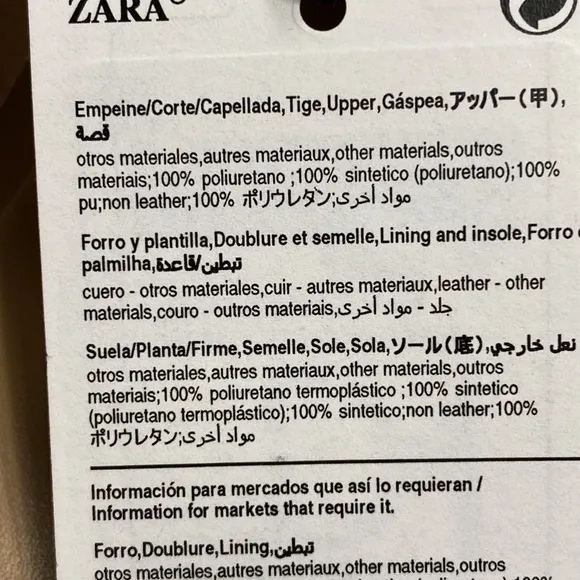 ZARA
Empeine/Corte/Capellada,Tige,Upper,Gáspea,アッパー(甲),
قصة
otros materiales,autres materiaux,other materials,outros
materiais;100% poliuretano ;100% sintetico (poliuretano);100%
pu;non leather;100% ポリウレタン;مواد أخرى
Forro y plantilla,Doublure et semelle,Lining and insole,Forro
palmilha,تبطين/قاعدة
cuero - otros materiales,cuir - autres materiaux,leather - other
materials,couro - outros materiais,جلد - مواد أخرى
Suela/Planta/Firme,Semelle,Sole,Sola,ソール(底),نعل خارجي
otros materiales,autres materiaux,other materials,outros
materiais;100% poliuretano termoplástico ;100% sintetico
(poliuretano termoplástico);100% sintetico;non leather;100%
ポリウレタン;مواد أخرى
Información para mercados que así lo requieran /
Information for markets that require it.
Forro,Doublure,Lining,تبطين
otros materiales,autres materiaux,other materials,outros